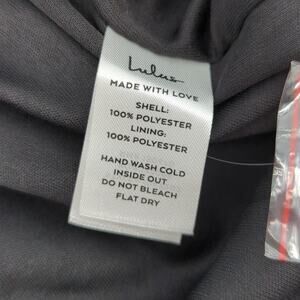 Lulus
MADE WITH LOVE
SHELL:
100% POLYESTER
LINING:
100% POLYESTER
HAND WASH COLD
INSIDE OUT
DO NOT BLEACH
FLAT DRY